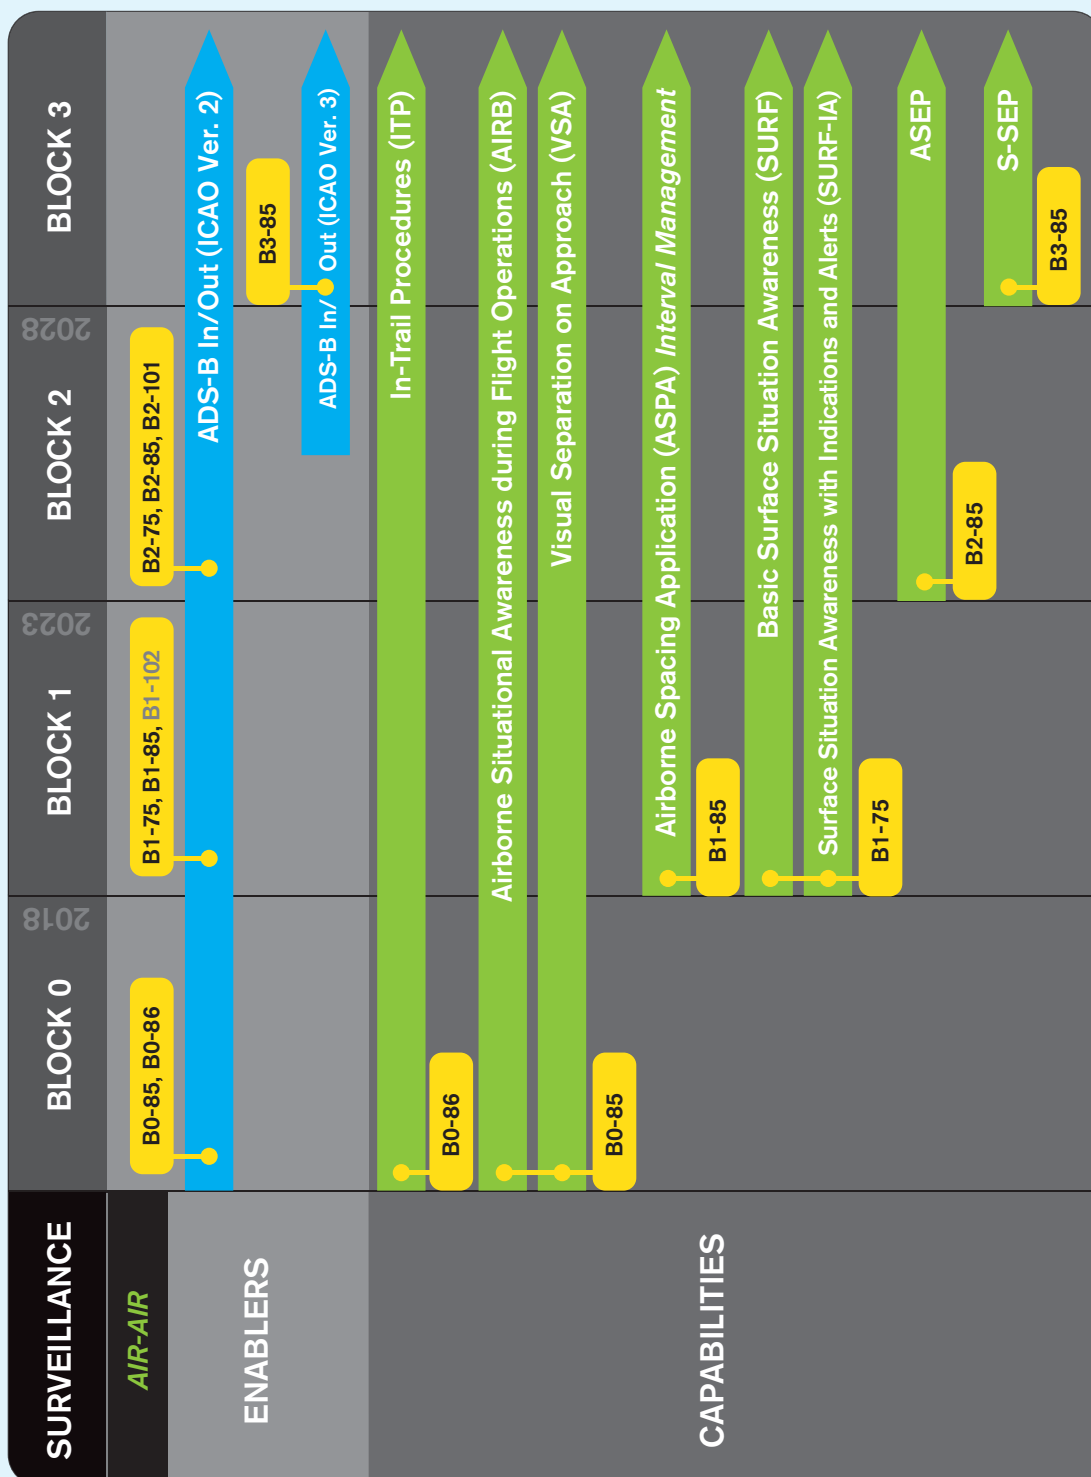 SURVEILLANCE
BLOCK 0
2018
BLOCK 1
2023
BLOCK 2
2028
BLOCK 3
AIR-AIR
ENABLERS
B0-85, B0-86
B1-75, B1-85, B1-102
B2-75, B2-85, B2-101
ADS-B In/Out (ICAO Ver. 2)
B3-85
ADS-B In/ Out (ICAO Ver. 3)
CAPABILITIES
In-Trail Procedures (ITP)
B0-86
Airborne Situational Awareness during Flight Operations (AIRB)
Visual Separation on Approach (VSA)
B0-85
Airborne Spacing Application (ASPA) Interval Management
B1-85
Basic Surface Situation Awareness (SURF)
Surface Situation Awareness with Indications and Alerts (SURF-IA)
B1-75
ASEP
B2-85
S-SEP
B3-85